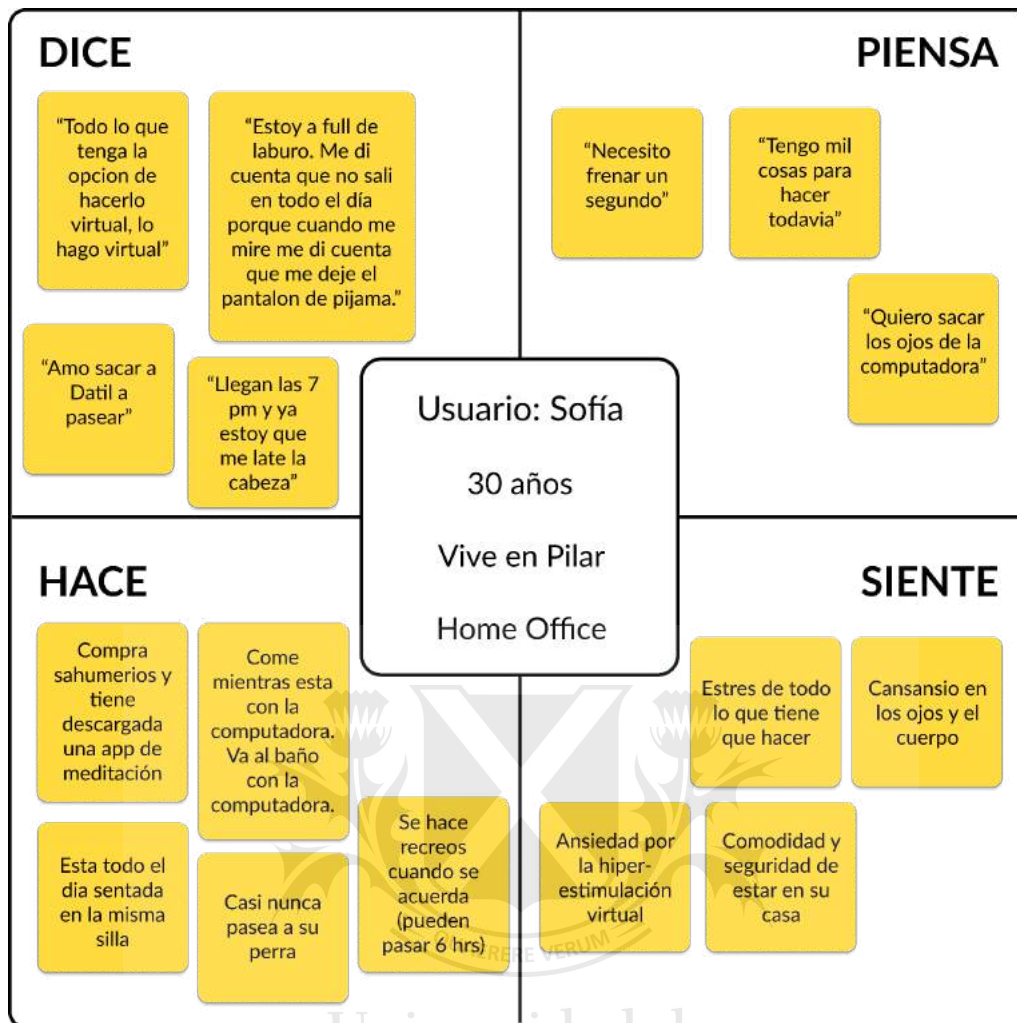 DICE
“Todo lo que
tenga la
opcion de
hacerlo
virtual, lo
hago virtual”
“Estoy a full de
laburo. Me di
cuenta que no sali
en todo el día
porque cuando me
mire me di cuenta
que me deje el
pantalon de pijama.”
“Amo sacar a
Datil a
pasear”
“Llegan las 7
pm y ya
estoy que
me late la
cabeza”
PIENSA
“Necesito
frenar un
segundo”
“Tengo mil
cosas para
hacer
todavia”
“Quiero sacar
los ojos de la
computadora”
Usuario: Sofía
30 años
Vive en Pilar
Home Office
HACE
Compra
sahumerios y
tiene
descargada
una app de
meditación
Come
mientras esta
con la
computadora.
Va al baño
con la
computadora.
Esta todo el
dia sentada
en la misma
silla
Casi nunca
pasea a su
perra
Se hace
recreos
cuando se
acuerda
(pueden
pasar 6 hrs)
SIENTE
Estres de todo
lo que tiene
que hacer
Cansansio en
los ojos y el
cuerpo
Ansiedad por
la hiper-
estimulación
virtual
Comodidad y
seguridad de
estar en su
casa
QUAERERE VERUM